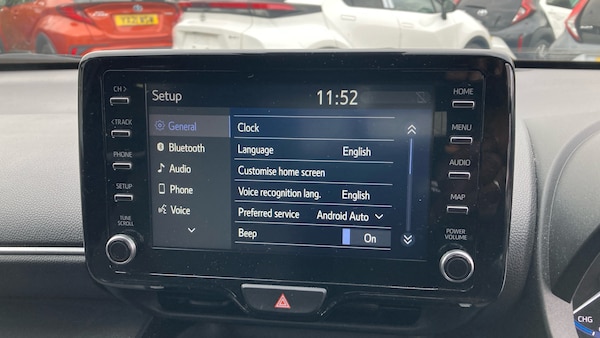 CH >
< TRACK
PHONE
SETUP
TUNE
SCROLL
Setup
11:52
General
Bluetooth
Audio
Phone
Voice
Clock
Language English
Customise home screen
Voice recognition lang. English
Preferred service Android Auto
Beep On
HOME
MENU
AUDIO
MAP
POWER
VOLUME
CHG